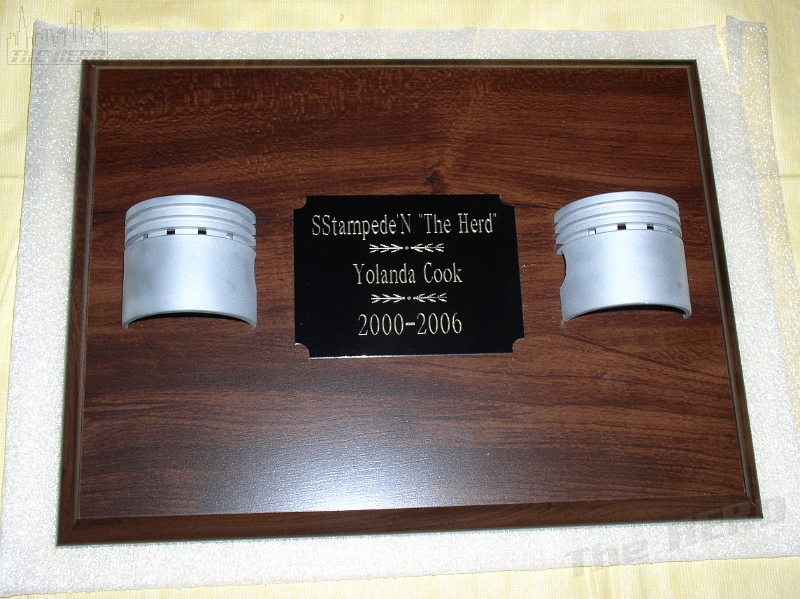 THE HERD
SStampede'N "The Herd"
Yolanda Cook
2000-2006
THE HERD